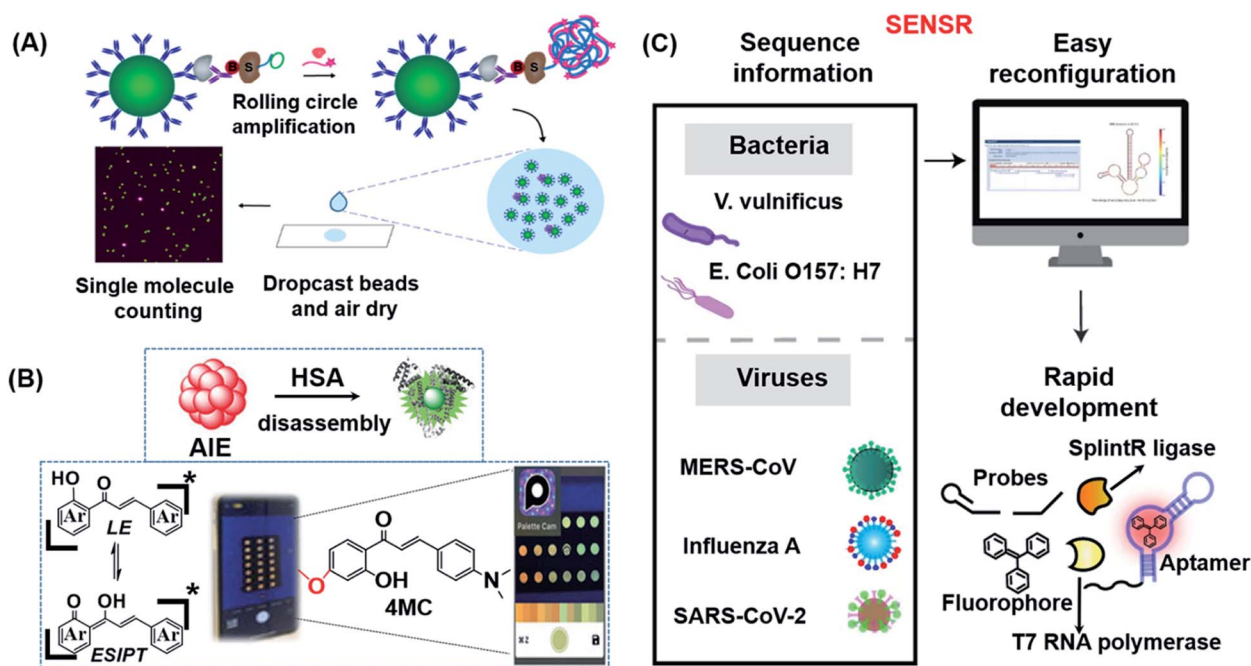 (A)
B
S
Rolling circle
amplification
B
S
Single molecule
counting
Dropcast beads
and air dry
(B)
AIE
HSA
disassembly
HO
O
*
Ar
Ar
LE
O
OH
*
Ar
Ar
ESIPT
O
O
OH
N
4MC
Palette Cam
(C)
SENSR
Sequence
information
Easy
reconfiguration
Bacteria
V. vulnificus
E. Coli O157: H7
Viruses
MERS-CoV
Influenza A
SARS-CoV-2
Rapid
development
SplintR ligase
Probes
Aptamer
Fluorophore
T7 RNA polymerase